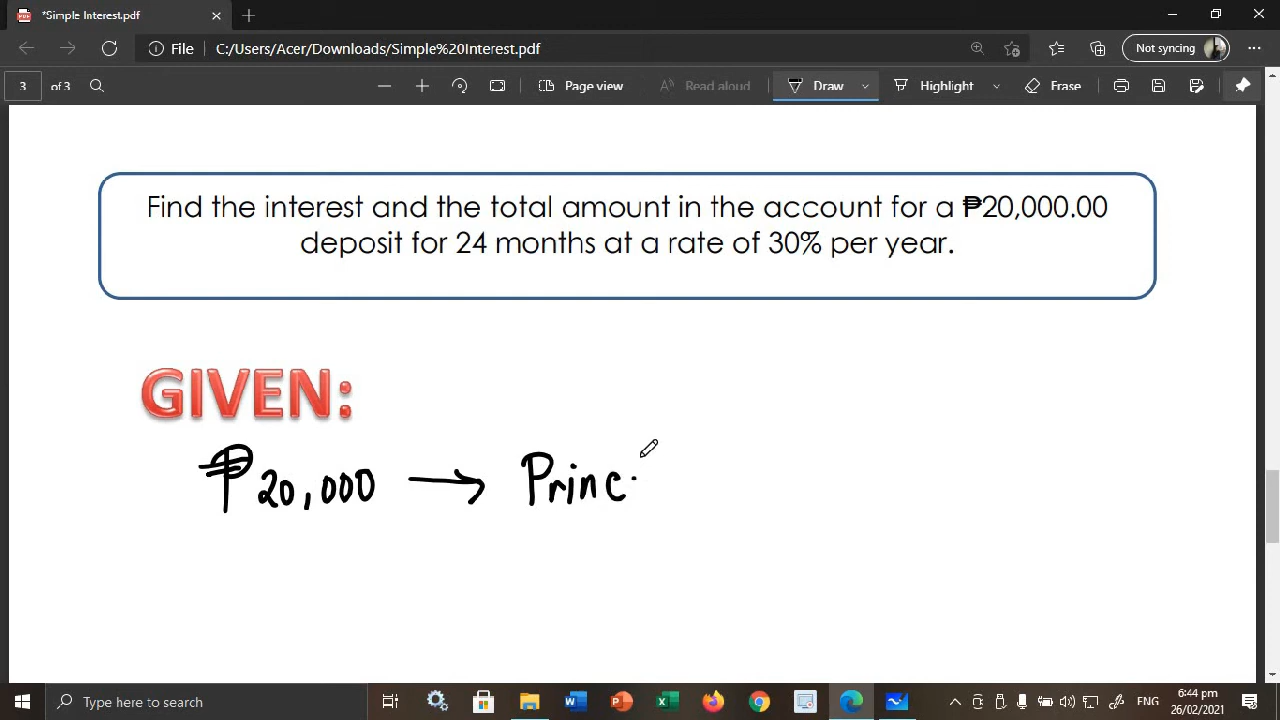 *Simple Interest.pdf
File C:/Users/Acer/Downloads/Simple%20Interest.pdf Not syncing
3 of 3 Page view Read aloud Draw Highlight Erase
Find the interest and the total amount in the account for a ₱20,000.00
deposit for 24 months at a rate of 30% per year.
GIVEN:
₱20,000 → Princ
Type here to search ENG 6:44 pm
26/02/2021